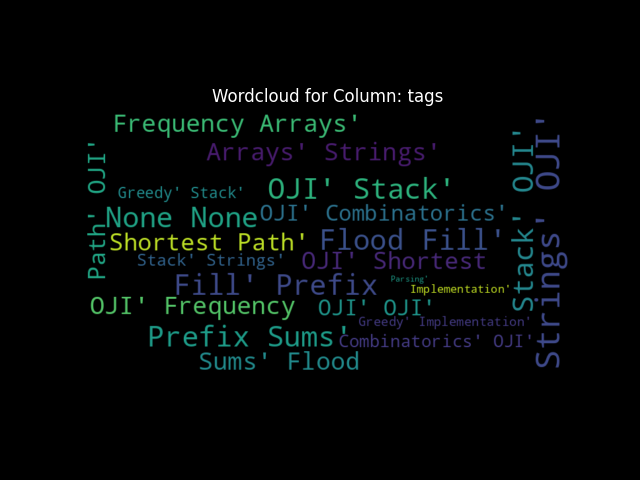 Wordcloud for Column: tags
Frequency Arrays'
Arrays' Strings'
Path' OJI'
Greedy' Stack'
OJI' Stack'
Stack' OJI'
Strings' OJI'
None None
OJI' Combinatorics'
Shortest Path'
Flood Fill'
Stack' Strings'
OJI' Shortest
Fill' Prefix
Parsing'
Implementation'
OJI' Frequency
OJI' OJI'
Greedy' Implementation'
Prefix Sums'
Combinatorics' OJI'
Sums' Flood